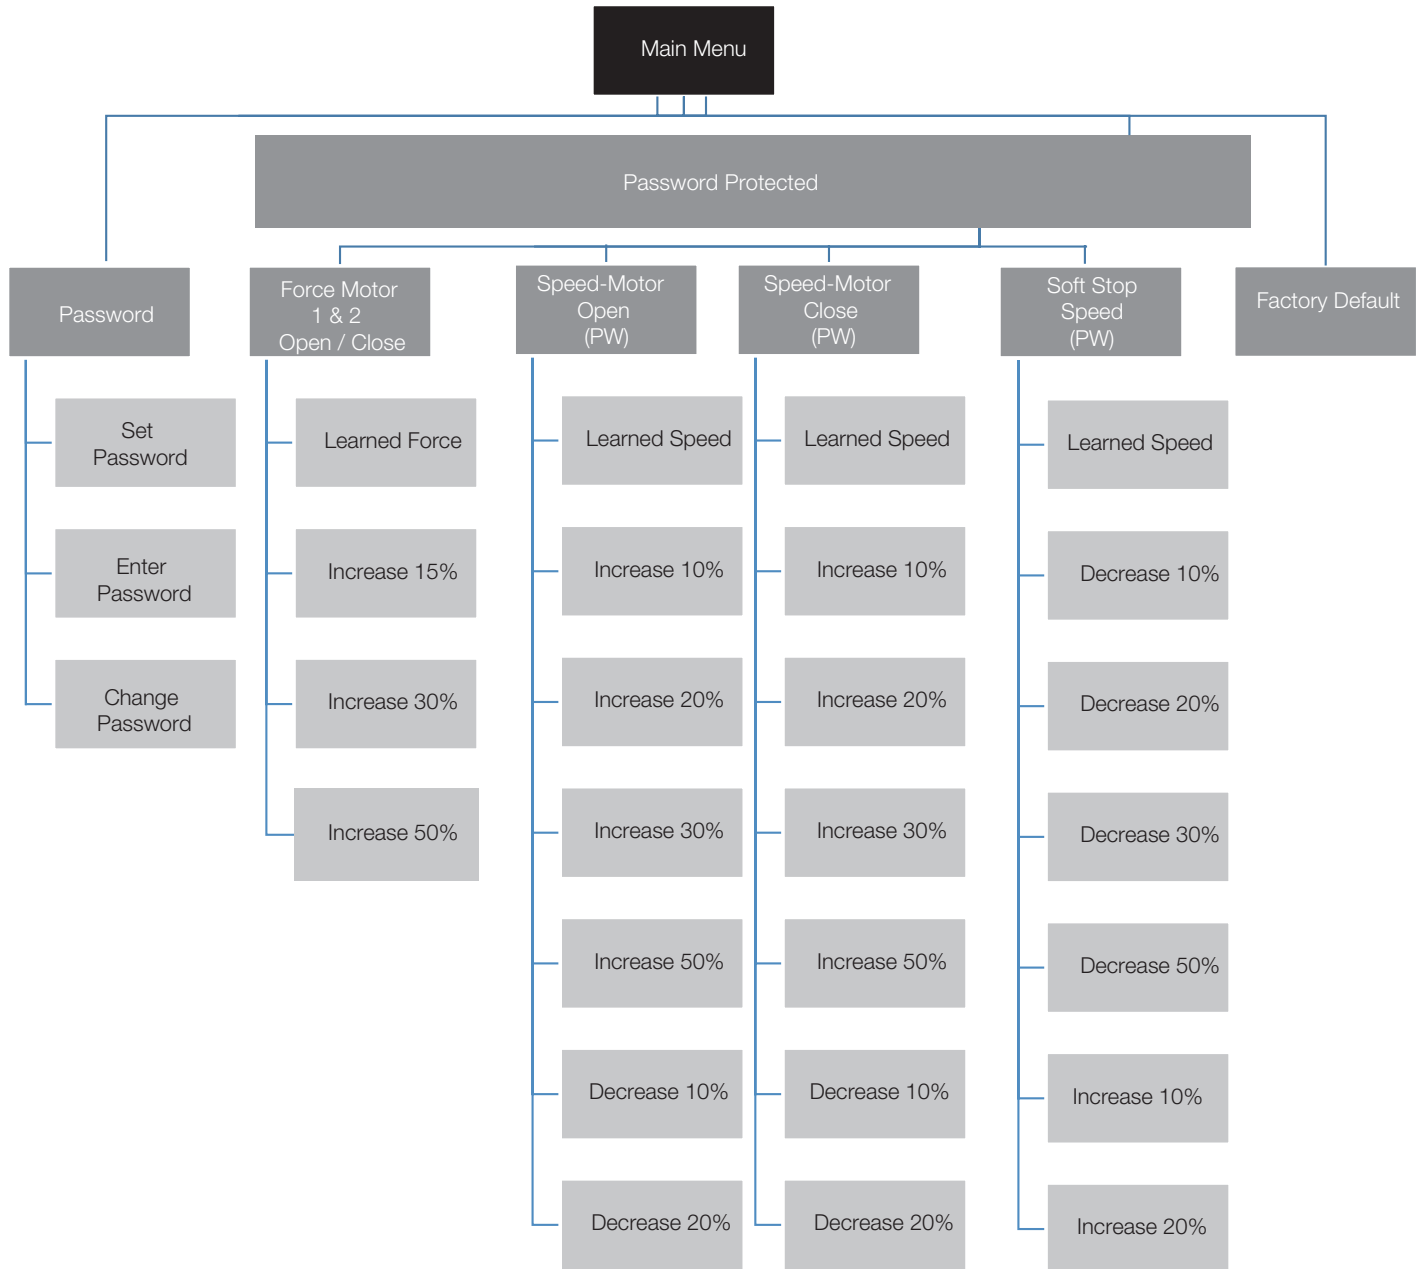 Main Menu
Password Protected
Password
Force Motor
1 & 2
Open / Close
Speed-Motor
Open
(PW)
Speed-Motor
Close
(PW)
Soft Stop
Speed
(PW)
Factory Default
Set
Password
Enter
Password
Change
Password
Learned Force
Increase 15%
Increase 30%
Increase 50%
Learned Speed
Increase 10%
Increase 20%
Increase 30%
Increase 50%
Decrease 10%
Decrease 20%
Learned Speed
Increase 10%
Increase 20%
Increase 30%
Increase 50%
Decrease 10%
Decrease 20%
Learned Speed
Decrease 10%
Decrease 20%
Decrease 30%
Decrease 50%
Increase 10%
Increase 20%